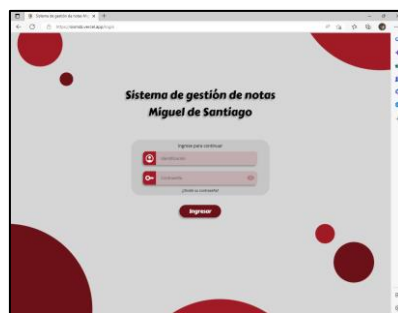 Sistema de gestión de notas
Miguel de Santiago
Ingrese para continuar
Identificación
Contraseña
¿Olvidó su contraseña?
Ingresar